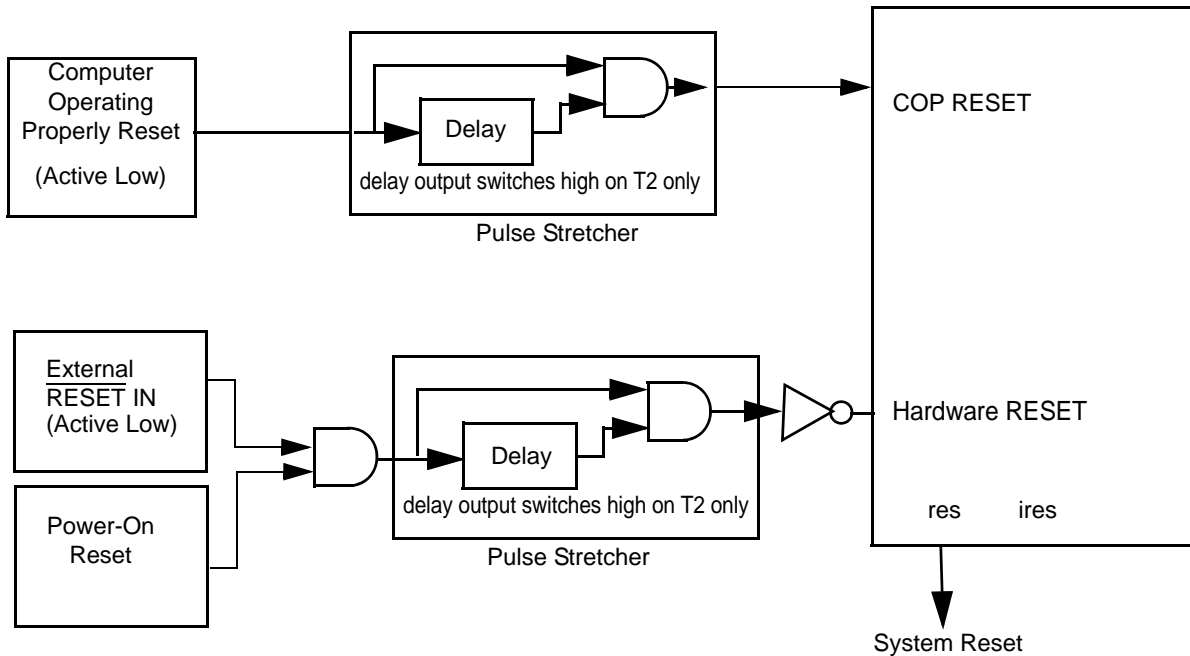 Computer
Operating
Properly Reset
(Active Low)
Delay
delay output switches high on T2 only
Pulse Stretcher
COP RESET
External
RESET IN
(Active Low)
Power-On
Reset
Delay
delay output switches high on T2 only
Pulse Stretcher
Hardware RESET
res ires
System Reset